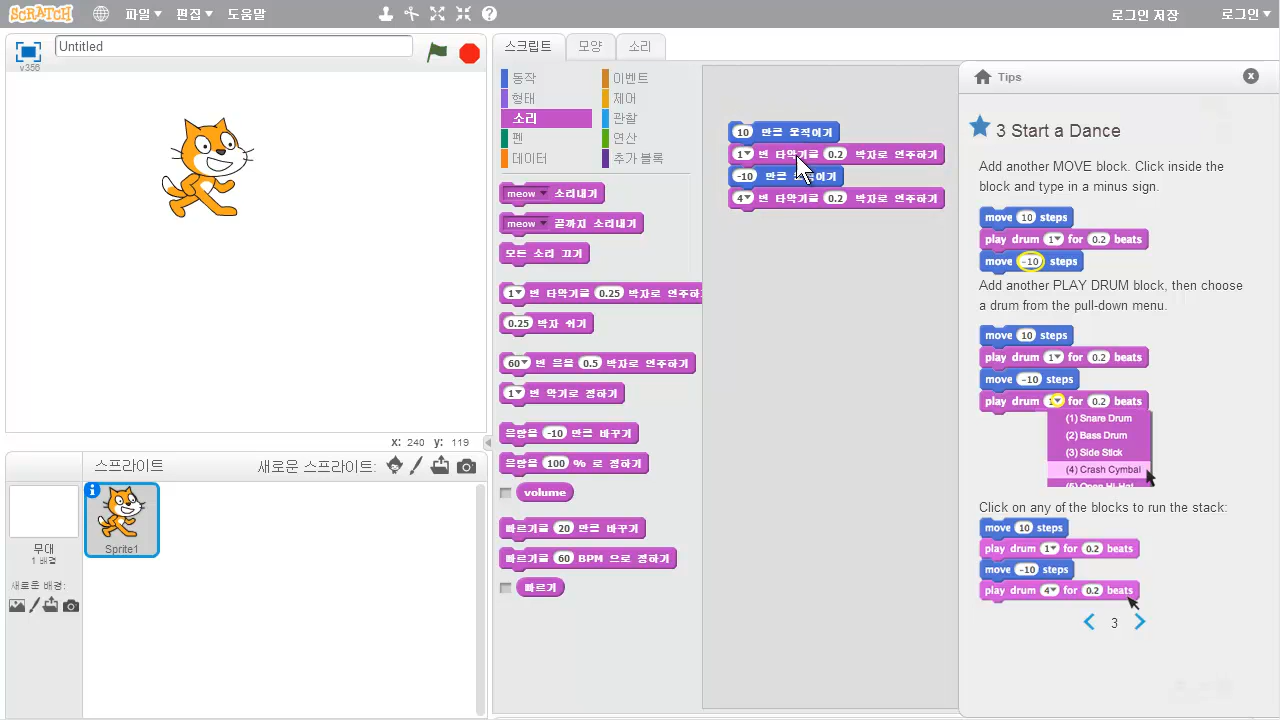 SCRATCH
파일▼ 편집▼ 도움말
로그인 저장 로그인▼
Untitled
v358
스크립트 모양 소리
동작 이벤트
형태 제어
소리 관찰
펜 연산
데이터 추가 블록
meow 소리내기
meow 끝까지 소리내기
모든 소리 끄기
1▼ 번 타악기를 0.25 박자로 연주하기
0.25 박자 쉬기
60▼ 번 음을 0.5 박자로 연주하기
1▼ 번 악기로 정하기
음량을 -10 만큼 바꾸기
음량을 100 % 로 정하기
volume
빠르기를 20 만큼 바꾸기
빠르기를 60 BPM 으로 정하기
빠르기
10 만큼 움직이기
1▼ 번 타악기를 0.2 박자로 연주하기
-10 만큼 움직이기
4▼ 번 타악기를 0.2 박자로 연주하기
x: 240 y: 119
스프라이트 새로운 스프라이트:
Sprite1
무대
1 배경
새로운 배경:
Tips
3 Start a Dance
Add another MOVE block. Click inside the
block and type in a minus sign.
move 10 steps
play drum 1▼ for 0.2 beats
move -10 steps
Add another PLAY DRUM block, then choose
a drum from the pull-down menu.
move 10 steps
play drum 1▼ for 0.2 beats
move -10 steps
play drum 1▼ for 0.2 beats
(1) Snare Drum
(2) Bass Drum
(3) Side Stick
(4) Crash Cymbal
(5) Open Hi-Hat
Click on any of the blocks to run the stack:
move 10 steps
play drum 1▼ for 0.2 beats
move -10 steps
play drum 4▼ for 0.2 beats
3